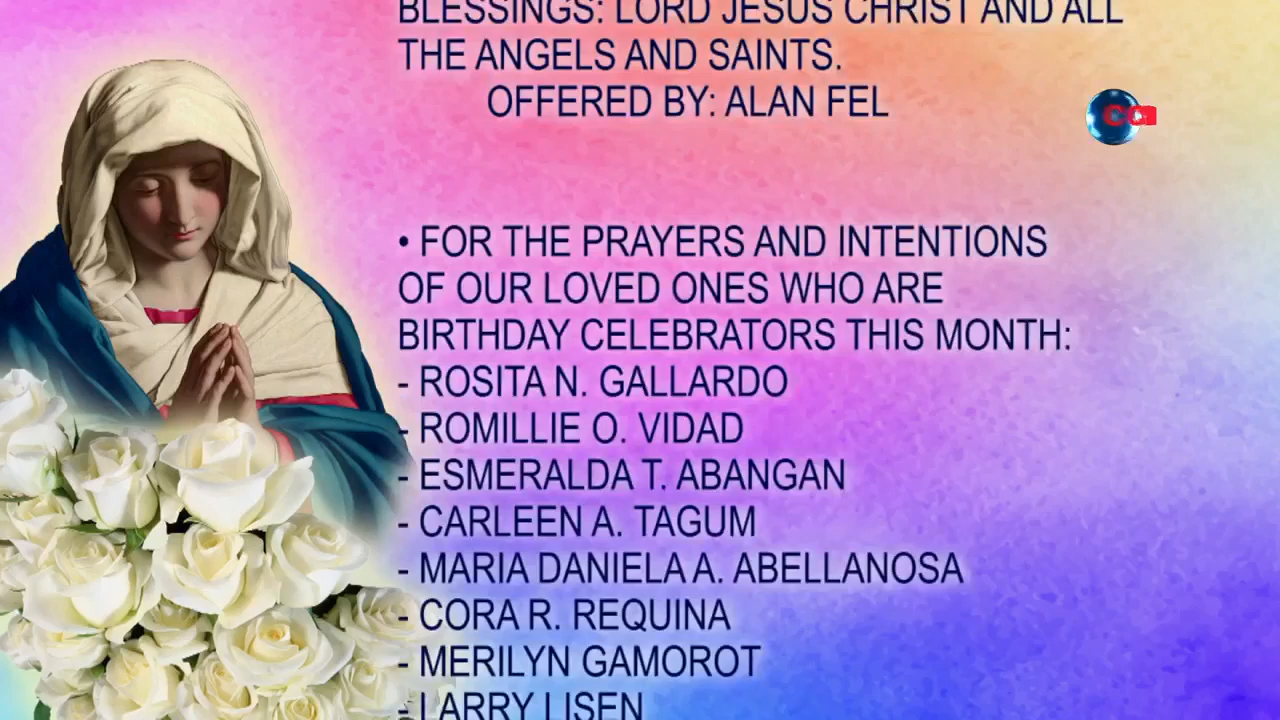 BLESSINGS: LORD JESUS CHRIST AND ALL
THE ANGELS AND SAINTS.
OFFERED BY: ALAN FEL
• FOR THE PRAYERS AND INTENTIONS
OF OUR LOVED ONES WHO ARE
BIRTHDAY CELEBRATORS THIS MONTH:
- ROSITA N. GALLARDO
- ROMILLIE O. VIDAD
- ESMERALDA T. ABANGAN
- CARLEEN A. TAGUM
- MARIA DANIELA A. ABELLANOSA
- CORA R. REQUINA
- MERILYN GAMOROT
- LARRY LISEN